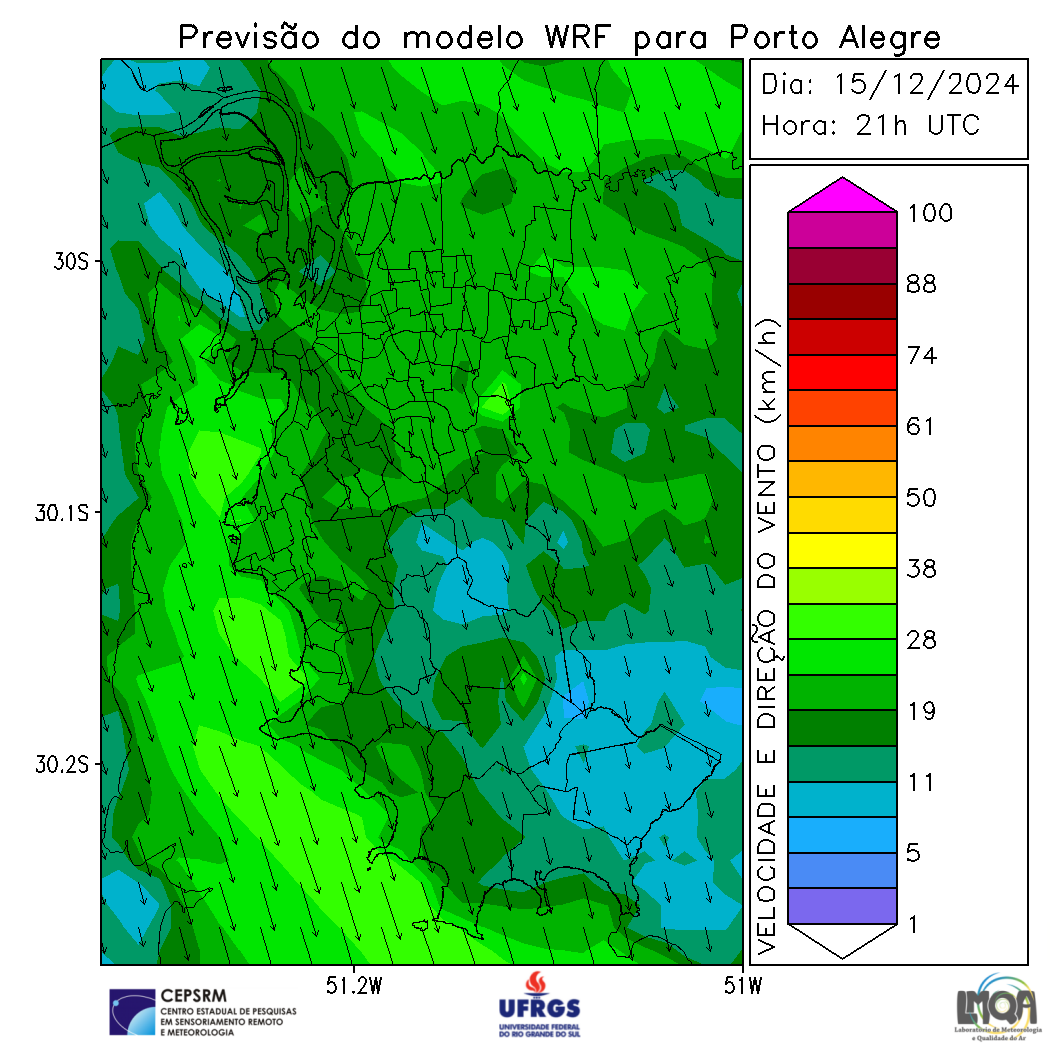 Previsão do modelo WRF para Porto Alegre
Dia: 15/12/2024
Hora: 21h UTC
30S
30.1S
30.2S
51.2W
51W
VELOCIDADE E DIREÇÃO DO VENTO (km/h)
100
88
74
61
50
38
28
19
11
5
1
CEPSRM
CENTRO ESTADUAL DE PESQUISAS
EM SENSORIAMENTO REMOTO
E METEOROLOGIA
UFRGS
UNIVERSIDADE FEDERAL
DO RIO GRANDE DO SUL
LMQA
Laboratório de Meteorologia
e Qualidade do Ar